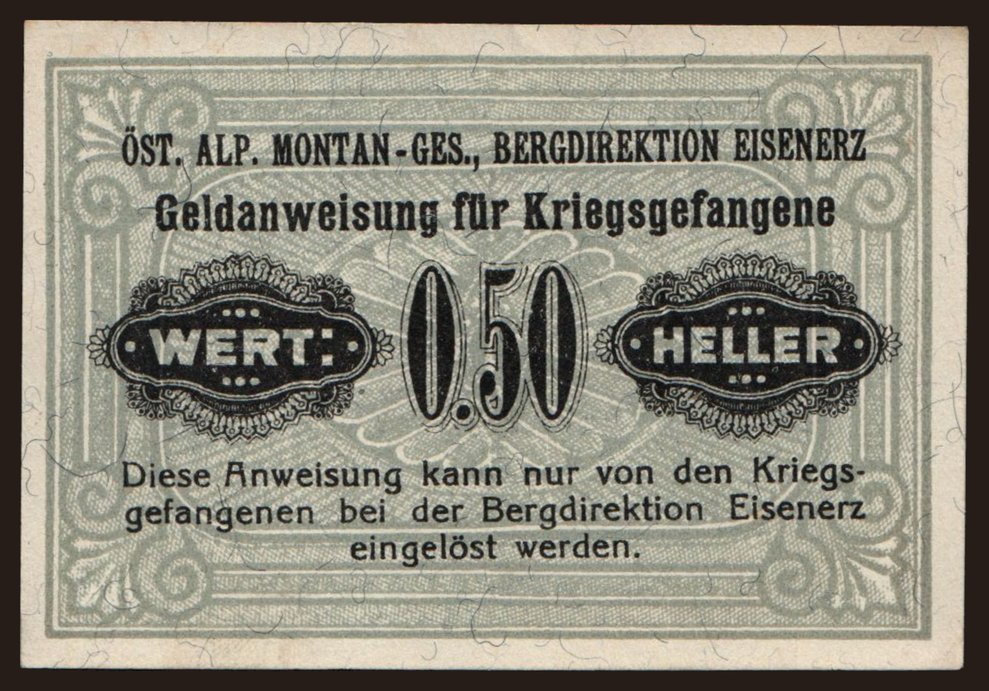 ÖST. ALP. MONTAN-GES., BERGDIREKTION EISENERZ
Geldanweisung für Kriegsgefangene
WERT: 0.50 HELLER
Diese Anweisung kann nur von den Kriegs-
gefangenen bei der Bergdirektion Eisenerz
eingelöst werden.